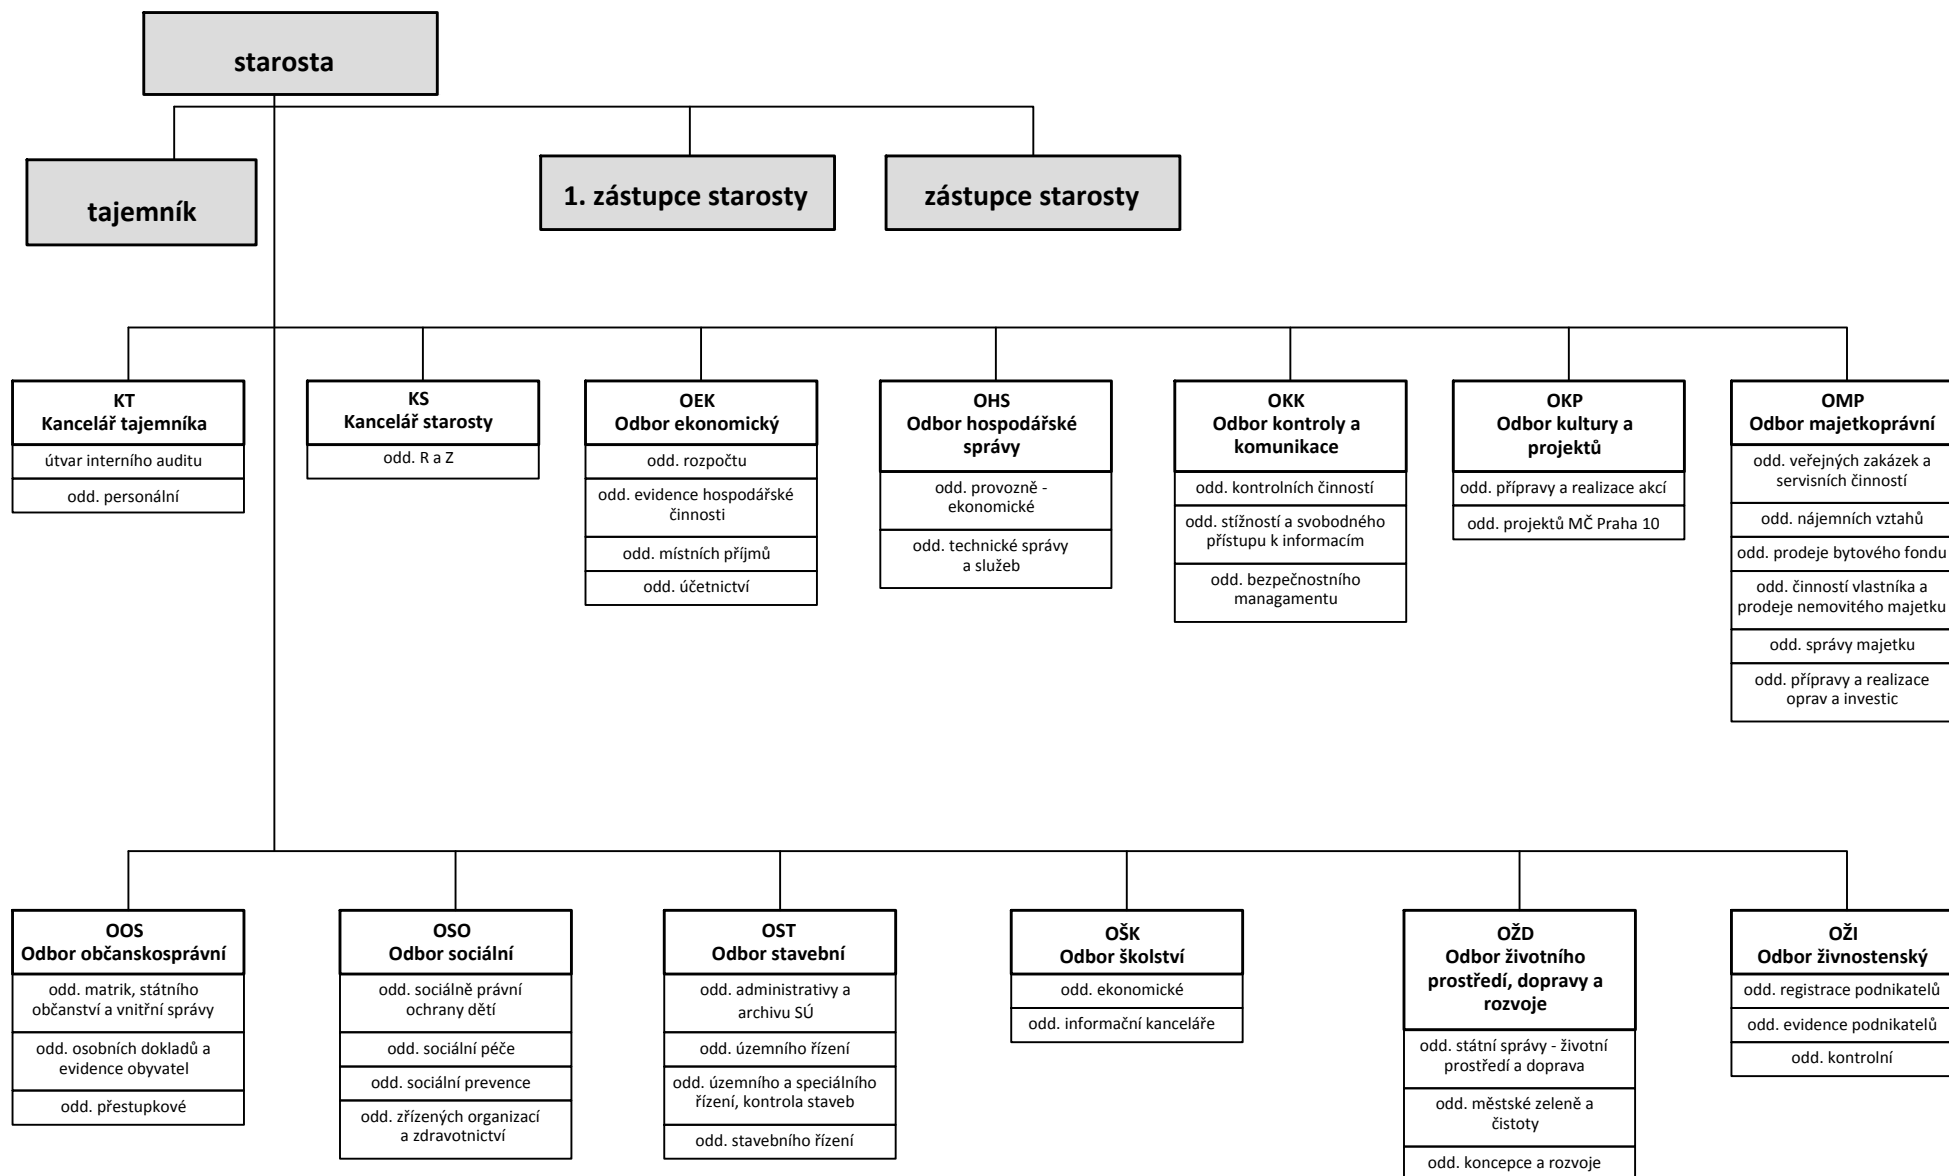 starosta
tajemník
1. zástupce starosty
zástupce starosty
KT
Kancelář tajemníka
útvar interního auditu
odd. personální
KS
Kancelář starosty
odd. R a Z
OEK
Odbor ekonomický
odd. rozpočtu
odd. evidence hospodářské
činnosti
odd. místních příjmů
odd. účetnictví
OHS
Odbor hospodářské
správy
odd. provozně -
ekonomické
odd. technické správy
a služeb
OKK
Odbor kontroly a
komunikace
odd. kontrolních činností
odd. stížností a svobodného
přístupu k informacím
odd. bezpečnostního
managamentu
OKP
Odbor kultury a
projektů
odd. přípravy a realizace akcí
odd. projektů MČ Praha 10
OMP
Odbor majetkoprávní
odd. veřejných zakázek a
servisních činností
odd. nájemních vztahů
odd. prodeje bytového fondu
odd. činností vlastníka a
prodeje nemovitého majetku
odd. správy majetku
odd. přípravy a realizace
oprav a investic
OOS
Odbor občanskosprávní
odd. matrik, státního
občanství a vnitřní správy
odd. osobních dokladů a
evidence obyvatel
odd. přestupkové
OSO
Odbor sociální
odd. sociálně právní
ochrany dětí
odd. sociální péče
odd. sociální prevence
odd. zřízených organizací
a zdravotnictví
OST
Odbor stavební
odd. administrativy a
archivu SÚ
odd. územního řízení
odd. územního a speciálního
řízení, kontrola staveb
odd. stavebního řízení
OŠK
Odbor školství
odd. ekonomické
odd. informační kanceláře
OŽD
Odbor životního
prostředí, dopravy a
rozvoje
odd. státní správy - životní
prostředí a doprava
odd. městské zeleně a
čistoty
odd. koncepce a rozvoje
OŽI
Odbor živnostenský
odd. registrace podnikatelů
odd. evidence podnikatelů
odd. kontrolní